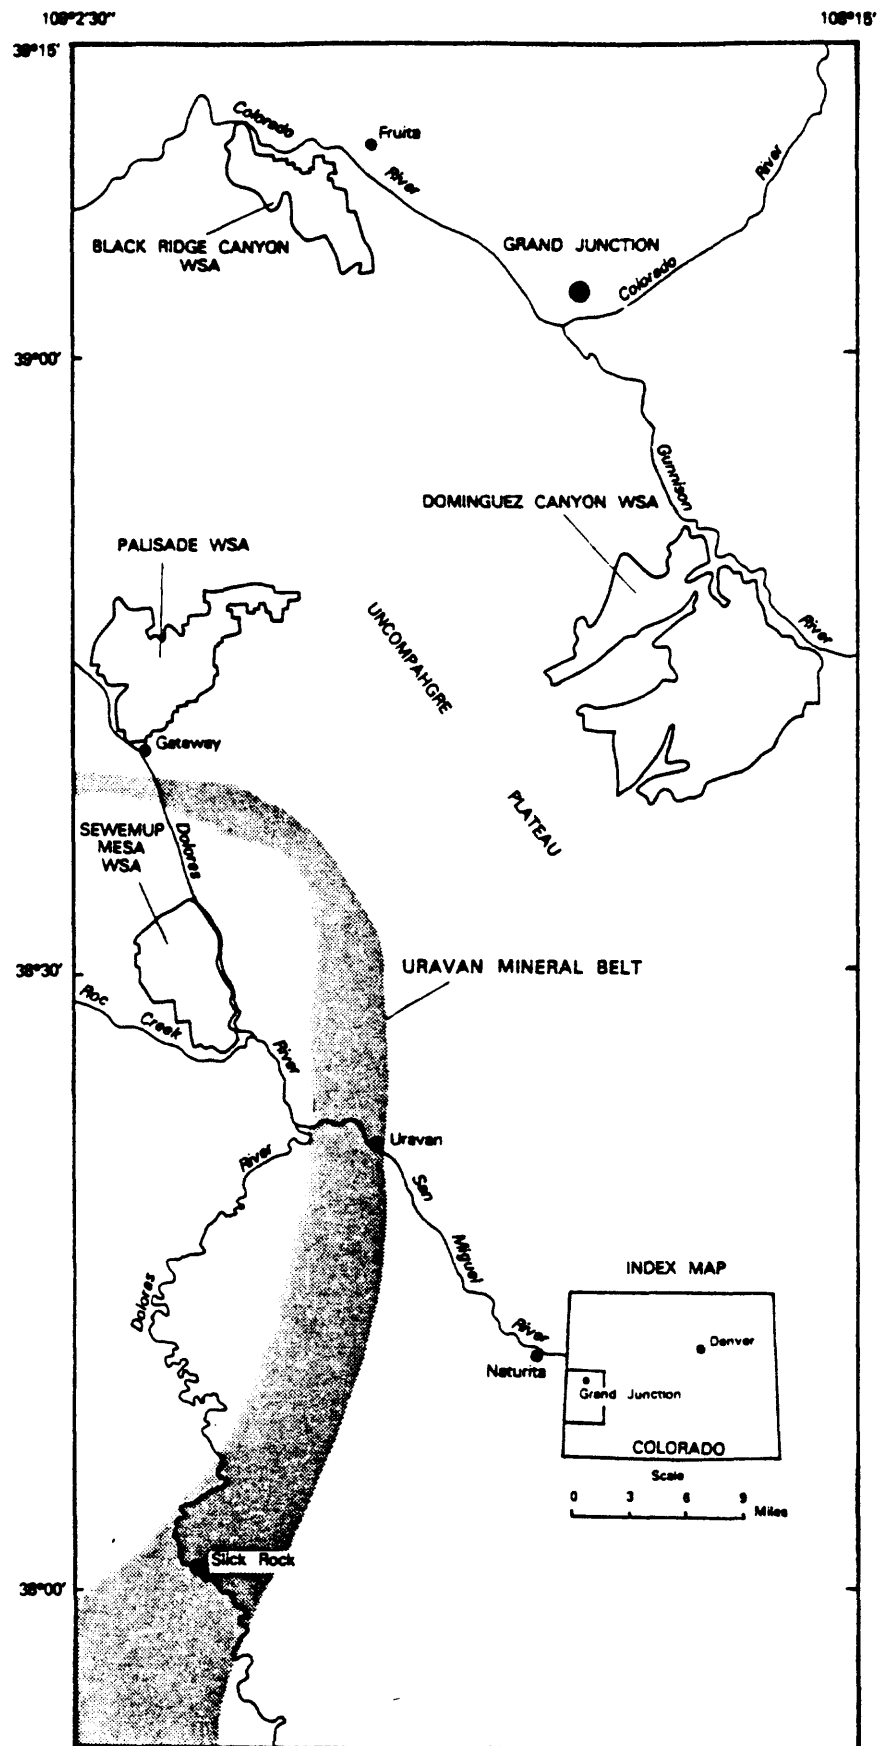 109°2'30"
108°15'
39°15'
Colorado
Fruita
River
River
BLACK RIDGE CANYON
WSA
GRAND JUNCTION
Colorado
39°00'
Gunnison
DOMINGUEZ CANYON WSA
PALISADE WSA
UNCOMPAHGRE
River
Gateway
PLATEAU
SEWEMUP
MESA
WSA
Dolores
38°30'
URAVAN MINERAL BELT
Roc
Creek
River
Uravan
River
San
Miguel
INDEX MAP
Dolores
River
Denver
Naturita
Grand Junction
COLORADO
Scale
0 3 6 9 Miles
Slick Rock
38°00'